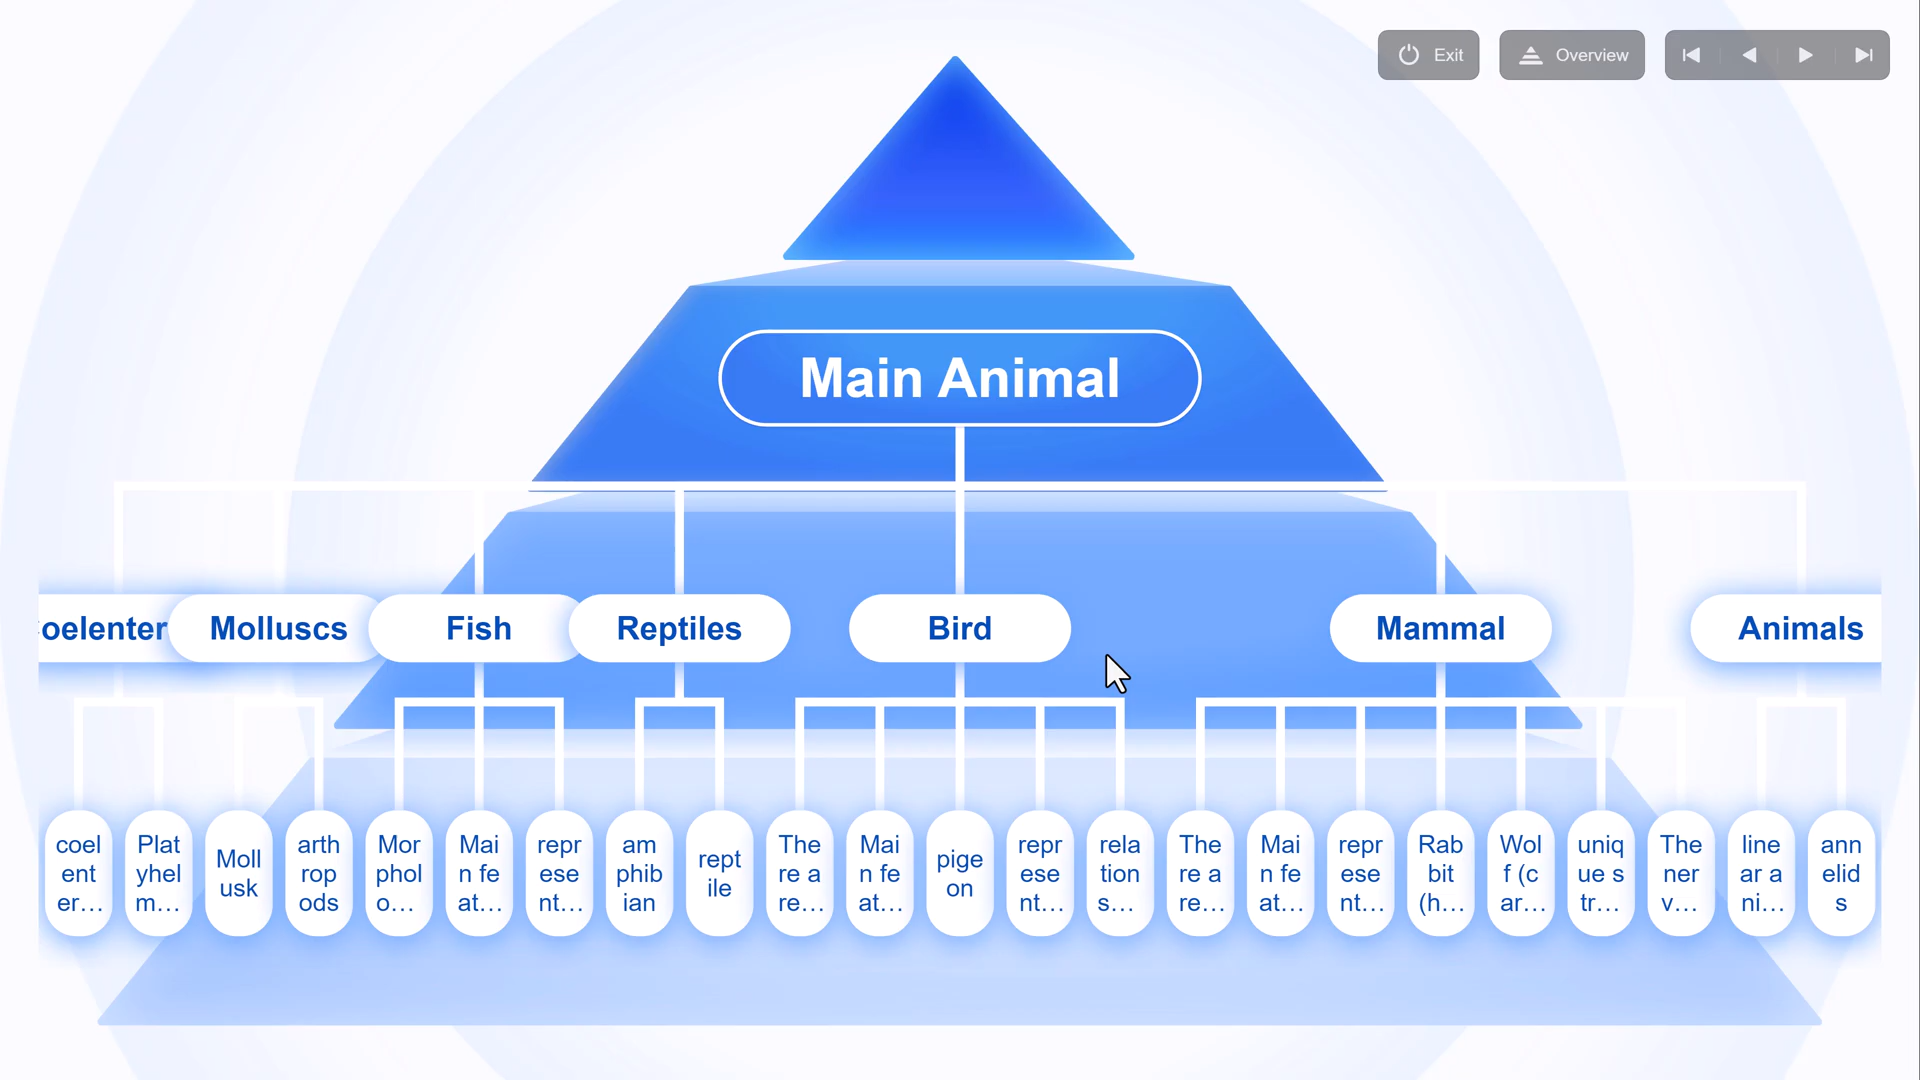 Exit
Overview
Main Animal
oelenter
Molluscs
Fish
Reptiles
Bird
Mammal
Animals
coel
ent
er...
Plat
yhel
m...
Moll
usk
arth
rop
ods
Mor
phol
o...
Mai
n fe
at...
repr
ese
nt...
am
phib
ian
rept
ile
The
re a
re...
Mai
n fe
at...
pige
on
repr
ese
nt...
rela
tion
s...
The
re a
re...
Mai
n fe
at...
repr
ese
nt...
Rab
bit
(h...
Wol
f (c
ar...
uniq
ue s
tr...
The
ner
v...
line
ar a
ni...
ann
elid
s